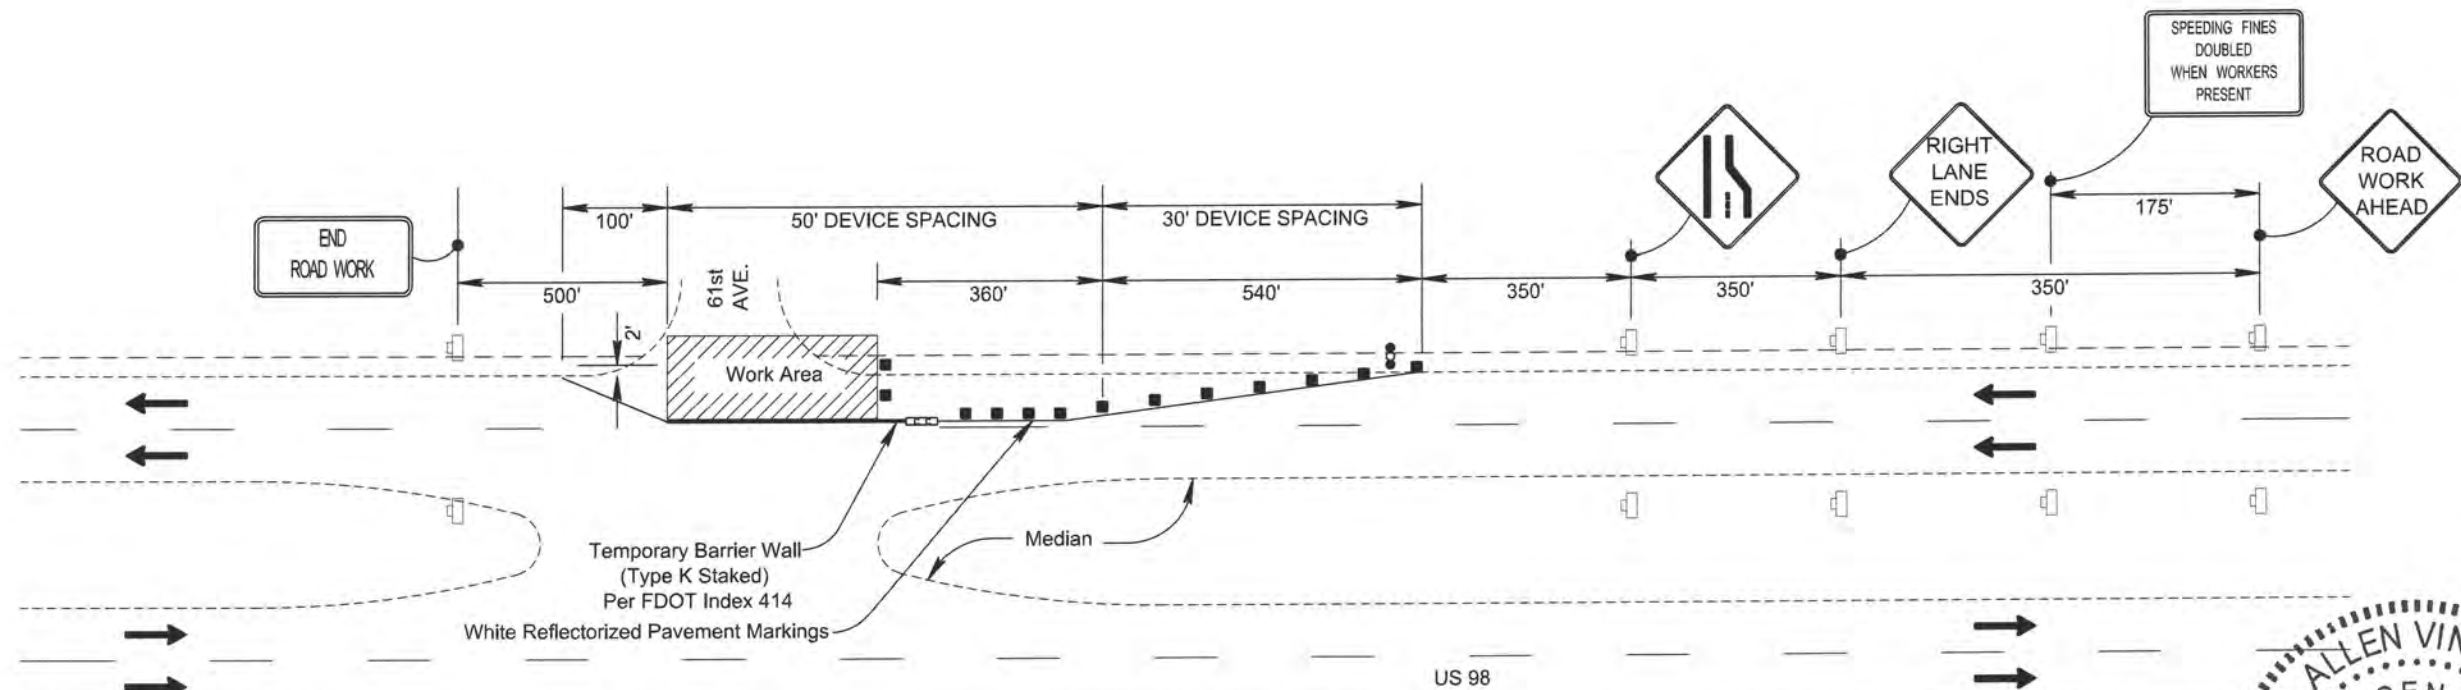 SPEEDING FINES
DOUBLED
WHEN WORKERS
PRESENT
RIGHT
LANE
ENDS
ROAD
WORK
AHEAD
175'
END
ROAD WORK
100'
50' DEVICE SPACING
30' DEVICE SPACING
61st
AVE.
500'
360'
540'
350'
350'
350'
2'
Work Area
Temporary Barrier Wall
(Type K Staked)
Per FDOT Index 414
Median
White Reflectorized Pavement Markings
US 98
ALLEN